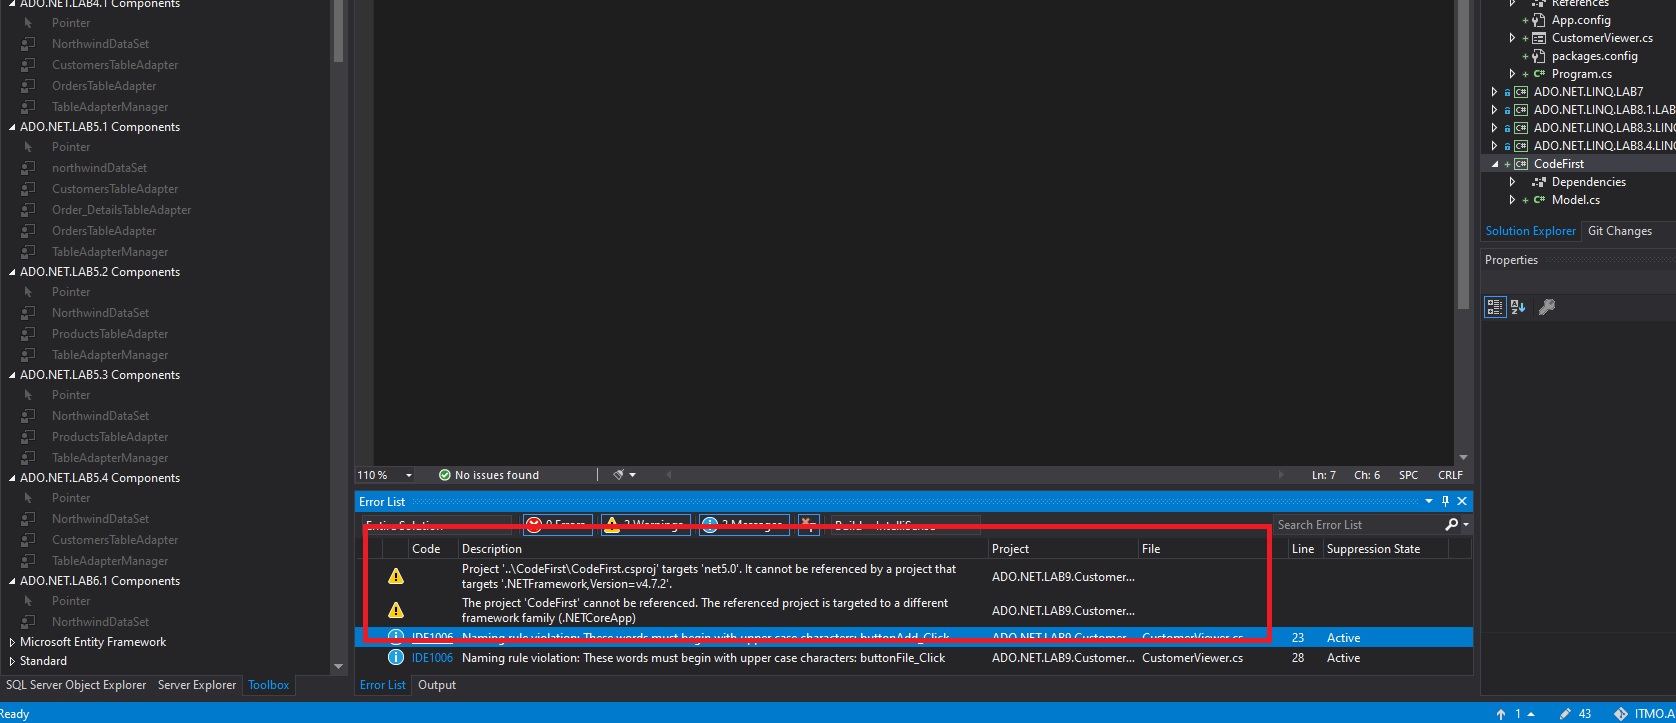 ADO.NET.LAB4.1 Components
Pointer
NorthwindDataSet
CustomersTableAdapter
OrdersTableAdapter
TableAdapterManager
ADO.NET.LAB5.1 Components
Pointer
northwindDataSet
CustomersTableAdapter
Order_DetailsTableAdapter
OrdersTableAdapter
TableAdapterManager
ADO.NET.LAB5.2 Components
Pointer
NorthwindDataSet
ProductsTableAdapter
TableAdapterManager
ADO.NET.LAB5.3 Components
Pointer
NorthwindDataSet
ProductsTableAdapter
TableAdapterManager
ADO.NET.LAB5.4 Components
Pointer
NorthwindDataSet
CustomersTableAdapter
TableAdapterManager
ADO.NET.LAB6.1 Components
Pointer
NorthwindDataSet
Microsoft Entity Framework
Standard
SQL Server Object Explorer Server Explorer Toolbox
110 % No issues found Ln: 7 Ch: 6 SPC CRLF
Error List
Entire Solution 0 Errors 2 Warnings 2 Messages Build + IntelliSense Search Error List
Code Description Project File Line Suppression State
Project '..\CodeFirst\CodeFirst.csproj' targets 'net5.0'. It cannot be referenced by a project that
targets '.NETFramework,Version=v4.7.2'. ADO.NET.LAB9.Customer...
The project 'CodeFirst' cannot be referenced. The referenced project is targeted to a different
framework family (.NETCoreApp) ADO.NET.LAB9.Customer...
IDE1006 Naming rule violation: These words must begin with upper case characters: buttonAdd_Click ADO.NET.LAB9.Customer... CustomerViewer.cs 23 Active
IDE1006 Naming rule violation: These words must begin with upper case characters: buttonFile_Click ADO.NET.LAB9.Customer... CustomerViewer.cs 28 Active
Error List Output
References
App.config
CustomerViewer.cs
packages.config
C# Program.cs
C# ADO.NET.LINQ.LAB7
C# ADO.NET.LINQ.LAB8.1.LAB
C# ADO.NET.LINQ.LAB8.3.LINQ
C# ADO.NET.LINQ.LAB8.4.LINQ
C# CodeFirst
Dependencies
C# Model.cs
Solution Explorer Git Changes
Properties
Ready 1 43 ITMO.A